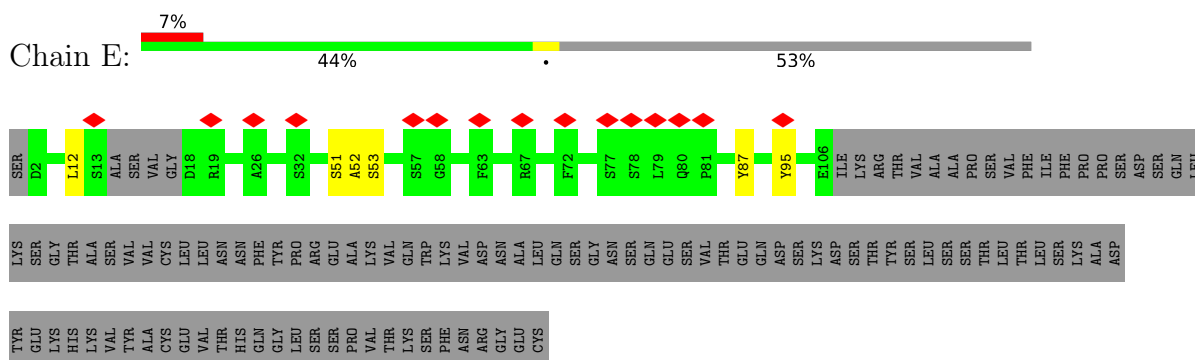 7%
Chain E:
44% • 53%
SER D2 L12 S13 ALA SER VAL GLY D18 R19 A26 S32 S51 A52 S53 S57 G58 F63 R67 F72 S77 S78 L79 Q80 P81 Y87 Y95 E106 ILE LYS ARG THR VAL ALA ALA PRO SER VAL PHE ILE PHE PRO PRO SER ASP SER GLN LEU
LYS SER GLY THR ALA SER VAL VAL CYS LEU LEU ASN ASN PHE TYR PRO ARG GLU ALA LYS VAL GLN TRP LYS VAL ASP ASN ALA LEU GLN SER GLY ASN SER GLN GLU SER VAL THR GLU GLN ASP SER LYS ASP SER THR TYR SER LEU SER SER THR LEU THR LEU SER LYS ALA ASP
TYR GLU LYS HIS LYS VAL TYR ALA CYS GLU VAL THR HIS GLN GLY LEU SER SER PRO VAL THR LYS SER PHE ASN ARG GLY GLU CYS